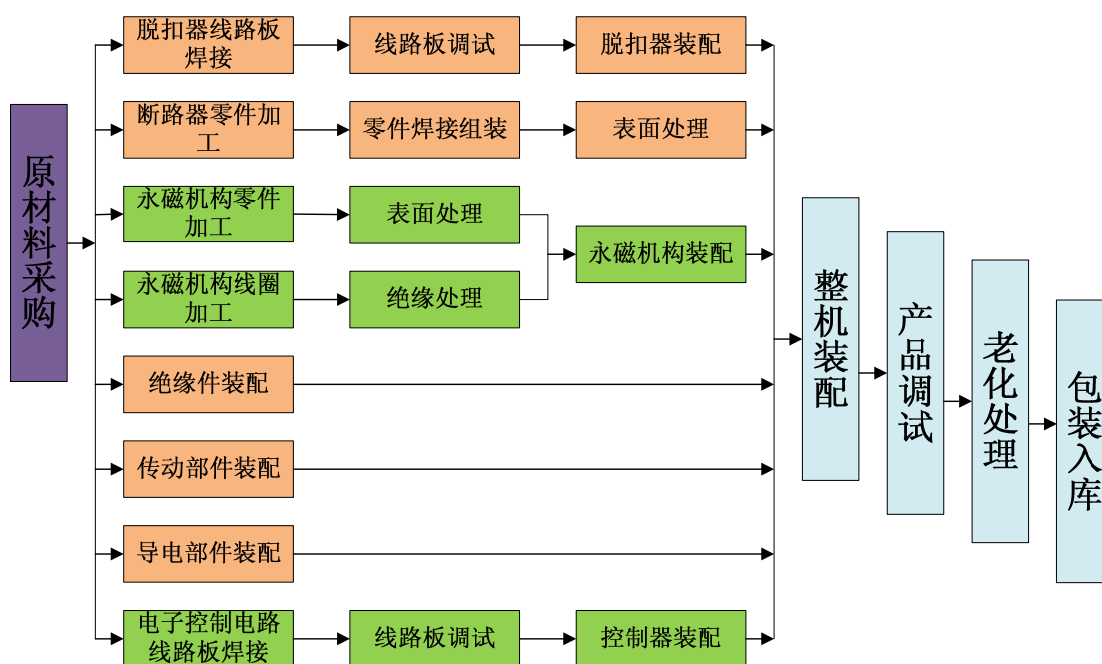 原材料采购
脱扣器线路板
焊接
线路板调试
脱扣器装配
断路器零件加
工
零件焊接组装
表面处理
永磁机构零件
加工
表面处理
永磁机构线圈
加工
绝缘处理
永磁机构装配
绝缘件装配
传动部件装配
导电部件装配
电子控制电路
线路板焊接
线路板调试
控制器装配
整机装配
产品调试
老化处理
包装入库